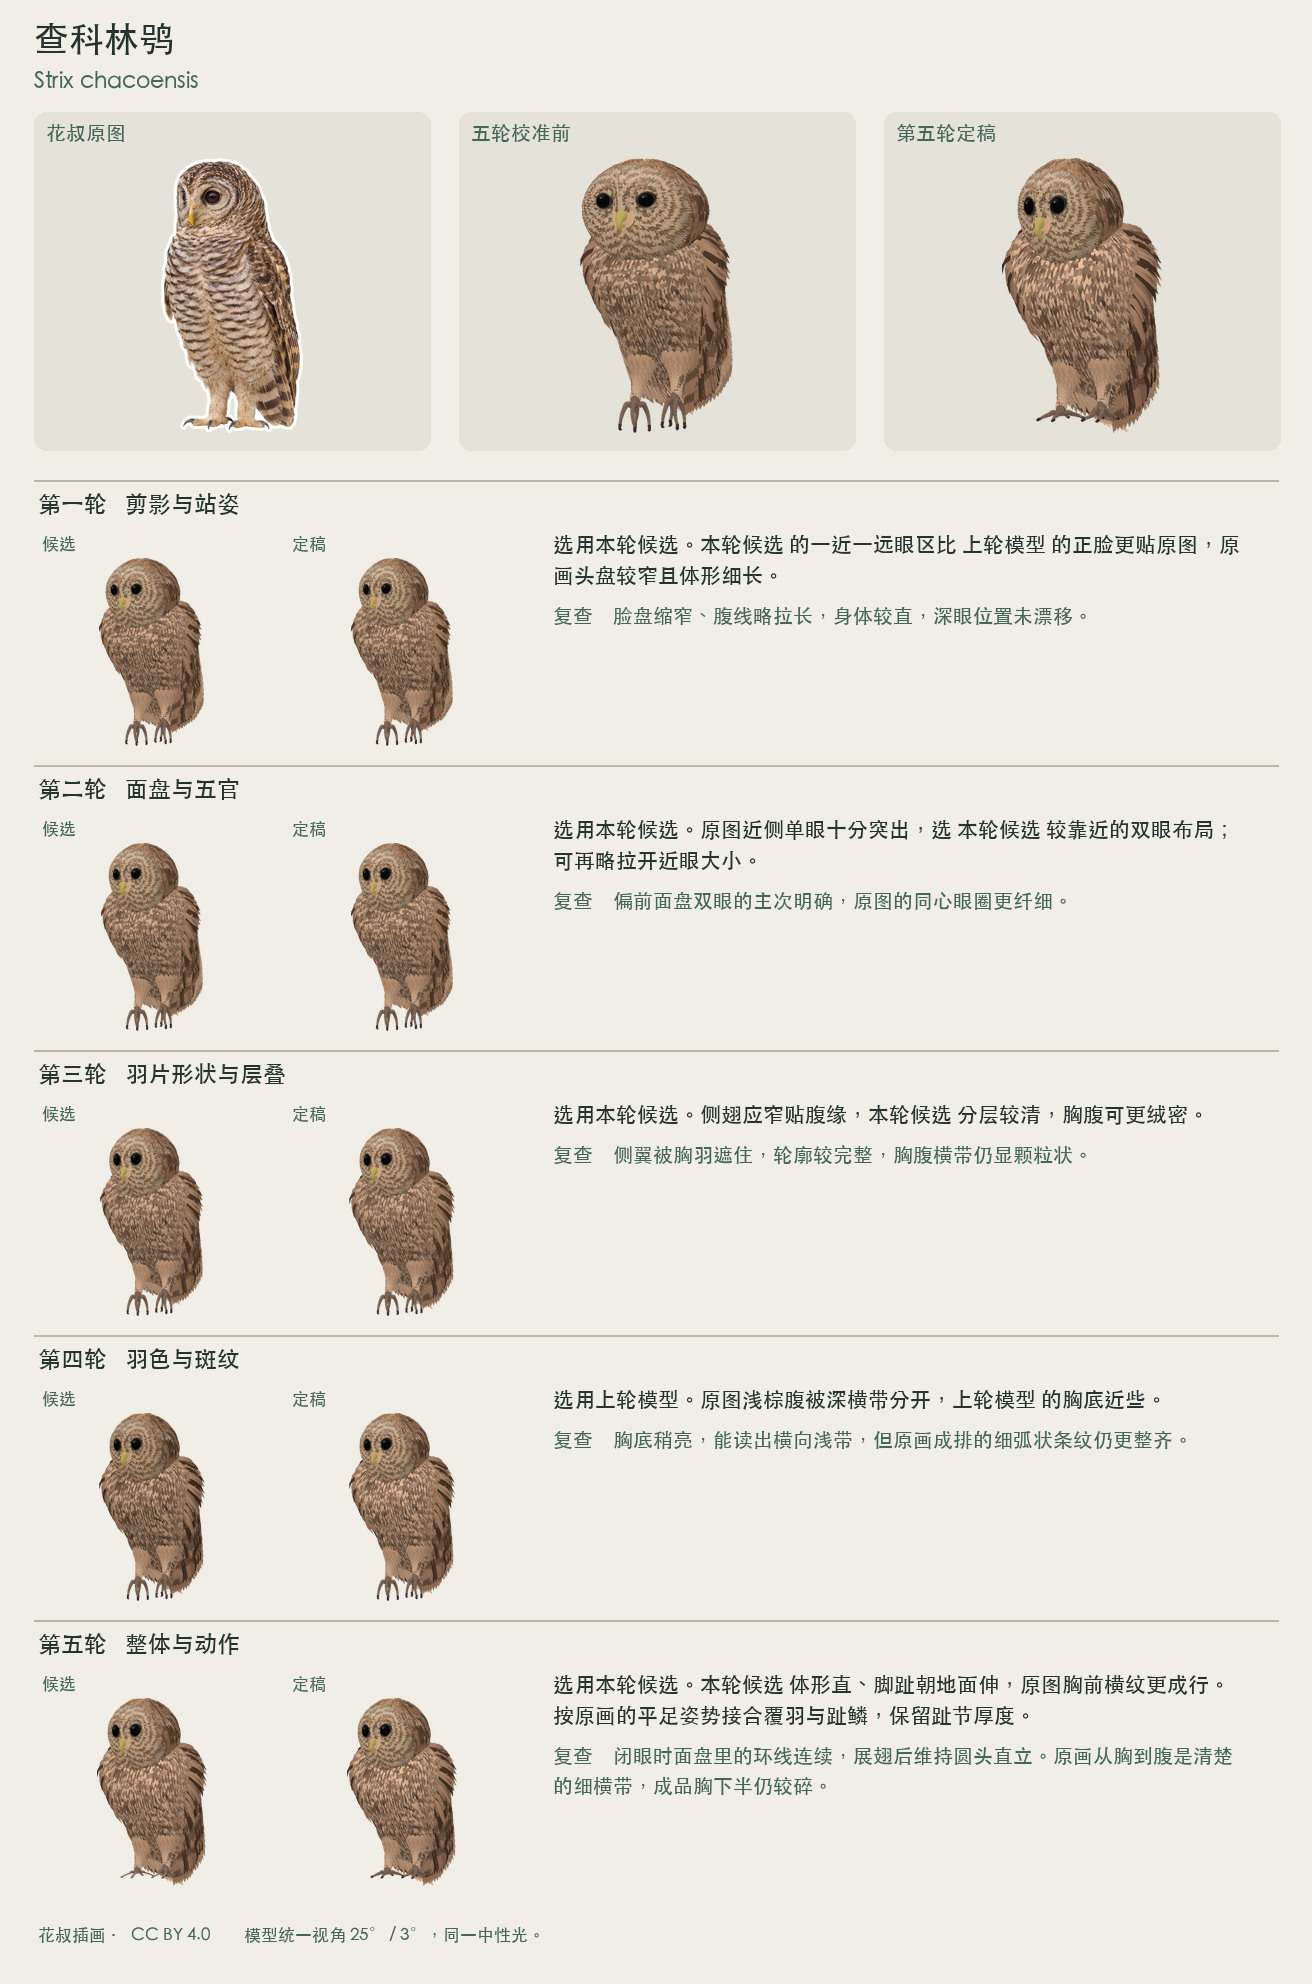 查科林鸮
Strix chacoensis
花叔原图
五轮校准前
第五轮定稿
第一轮 剪影与站姿
候选
定稿
选用本轮候选。本轮候选 的一近一远眼区比 上轮模型 的正脸更贴原图，原
画头盘较窄且体形细长。
复查 脸盘缩窄、腹线略拉长，身体较直，深眼位置未漂移。
第二轮 面盘与五官
候选
定稿
选用本轮候选。原图近侧单眼十分突出，选 本轮候选 较靠近的双眼布局；
可再略拉开近眼大小。
复查 偏前面盘双眼的主次明确，原图的同心眼圈更纤细。
第三轮 羽片形状与层叠
候选
定稿
选用本轮候选。侧翅应窄贴腹缘，本轮候选 分层较清，胸腹可更绒密。
复查 侧翼被胸羽遮住，轮廓较完整，胸腹横带仍显颗粒状。
第四轮 羽色与斑纹
候选
定稿
选用上轮模型。原图浅棕腹被深横带分开，上轮模型 的胸底近些。
复查 胸底稍亮，能读出横向浅带，但原画成排的细弧状条纹仍更整齐。
第五轮 整体与动作
候选
定稿
选用本轮候选。本轮候选 体形直、脚趾朝地面伸，原图胸前横纹更成行。
按原画的平足姿势接合覆羽与趾鳞，保留趾节厚度。
复查 闭眼时面盘里的环线连续，展翅后维持圆头直立。原画从胸到腹是清楚
的细横带，成品胸下半仍较碎。
花叔插画 · CC BY 4.0 模型统一视角 25° / 3°，同一中性光。